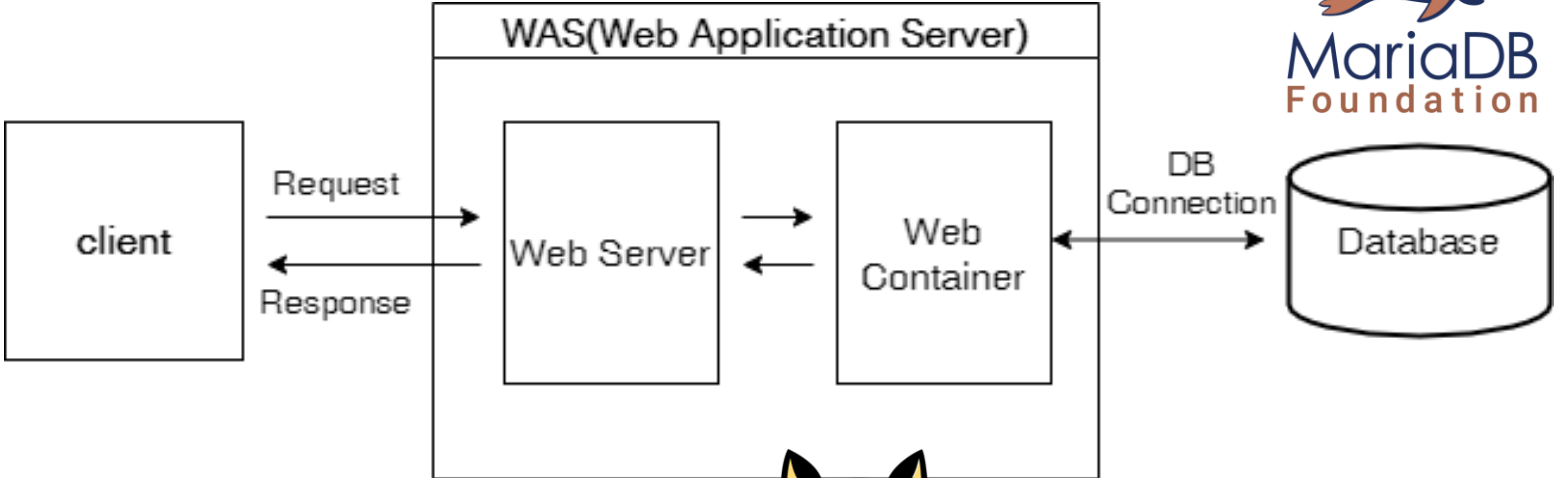 WAS(Web Application Server)
MariaDB
Foundation
client
Request
Response
Web Server
Web
Container
DB
Connection
Database